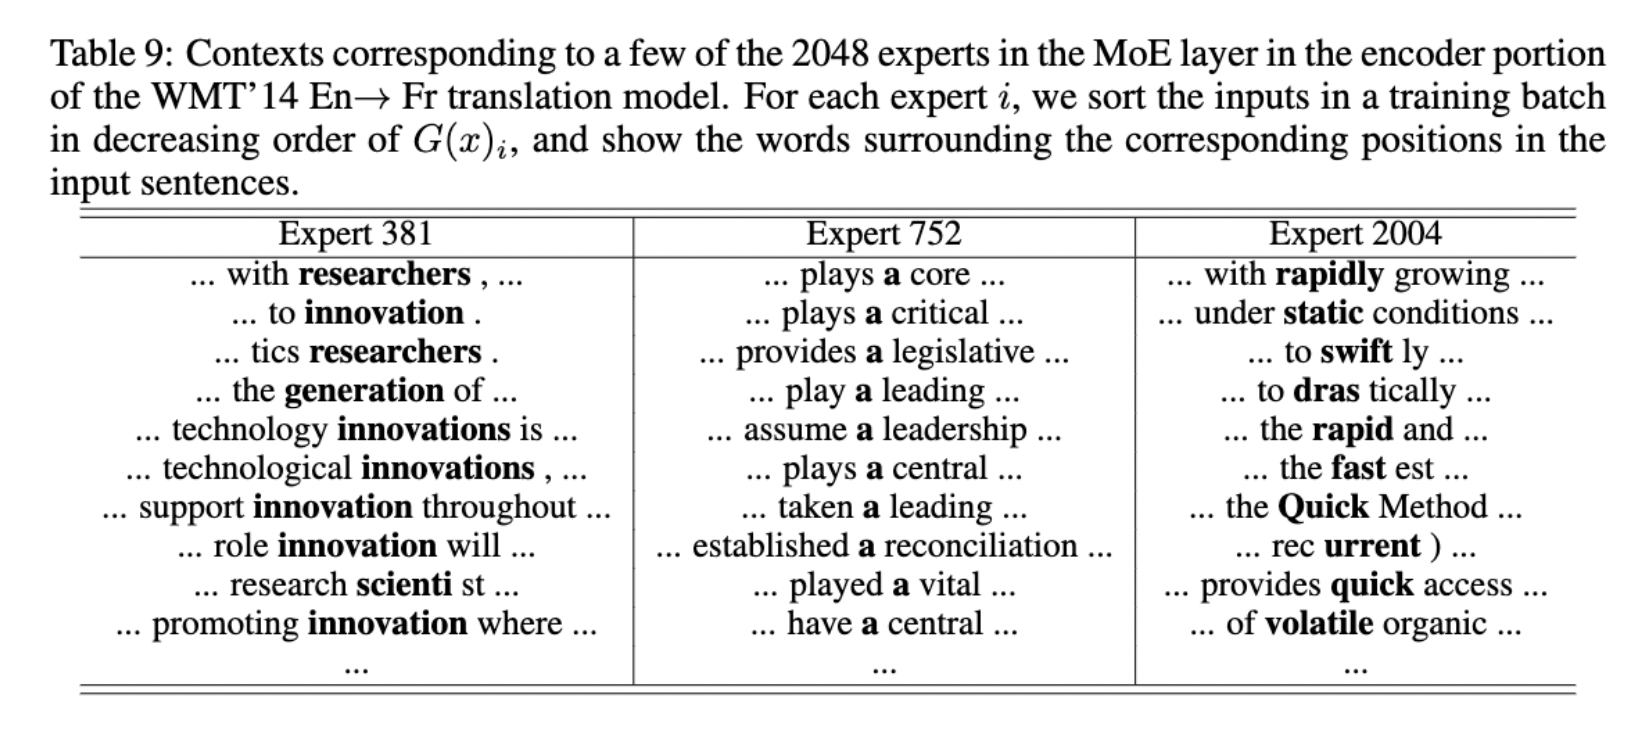 Table 9: Contexts corresponding to a few of the 2048 experts in the MoE layer in the encoder portion
of the WMT'14 En→ Fr translation model. For each expert i, we sort the inputs in a training batch
in decreasing order of G(x)i, and show the words surrounding the corresponding positions in the
input sentences.
Expert 381 Expert 752 Expert 2004
... with researchers , ... ... plays a core ... ... with rapidly growing ...
... to innovation . ... plays a critical ... ... under static conditions ...
... tics researchers . ... provides a legislative ... ... to swift ly ...
... the generation of ... ... play a leading ... ... to dras tically ...
... technology innovations is ... ... assume a leadership ... ... the rapid and ...
... technological innovations , ... ... plays a central ... ... the fast est ...
... support innovation throughout ... ... taken a leading ... ... the Quick Method ...
... role innovation will ... ... established a reconciliation ... ... rec urrent ) ...
... research scienti st ... ... played a vital ... ... provides quick access ...
... promoting innovation where ... ... have a central ... ... of volatile organic ...
... ... ...